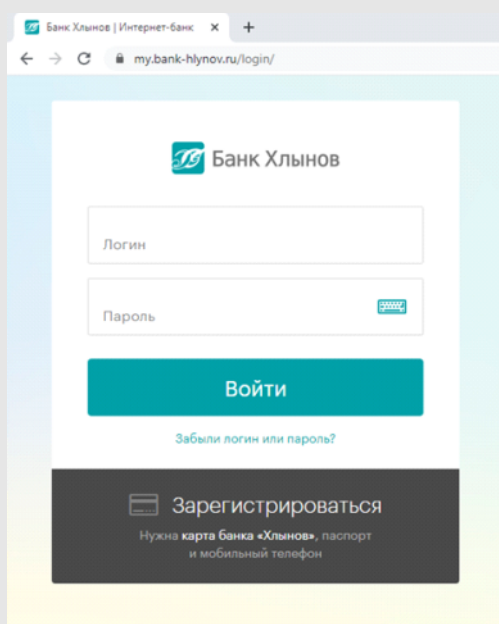 Банк Хлынов | Интернет-банк
my.bank-hlynov.ru/login/
Банк Хлынов
Логин
Пароль
Войти
Забыли логин или пароль?
Зарегистрироваться
Нужна карта банка «Хлынов», паспорт
и мобильный телефон